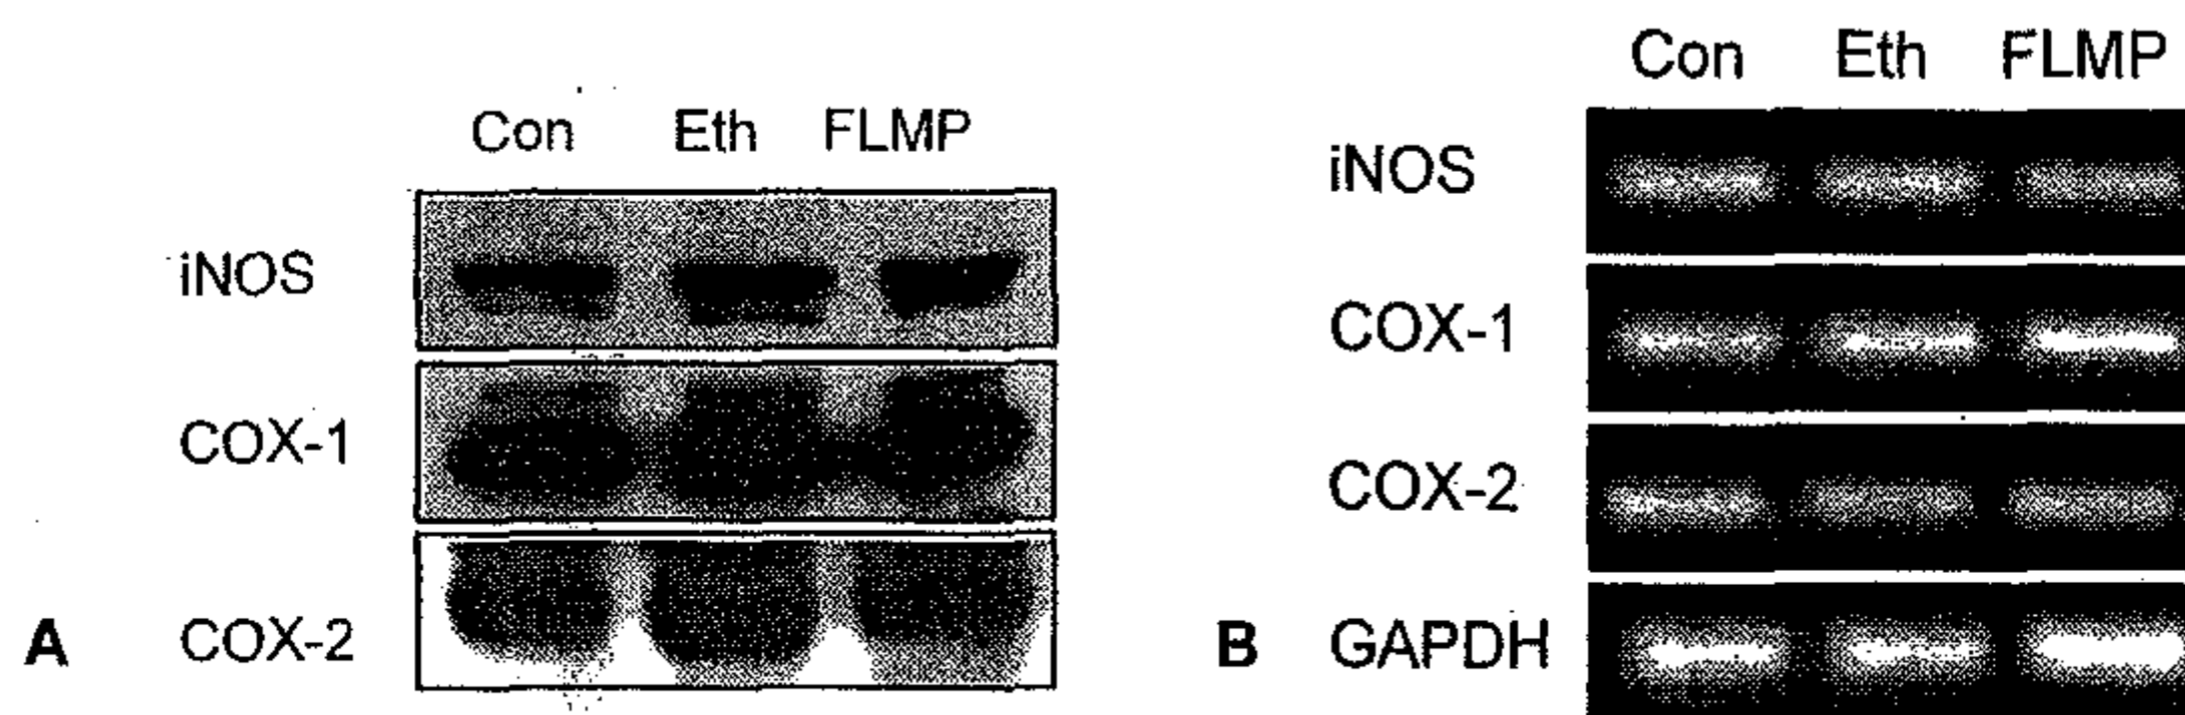 Con Eth FLMP
iNOS
COX-1
A COX-2
Con Eth FLMP
iNOS
COX-1
COX-2
B GAPDH